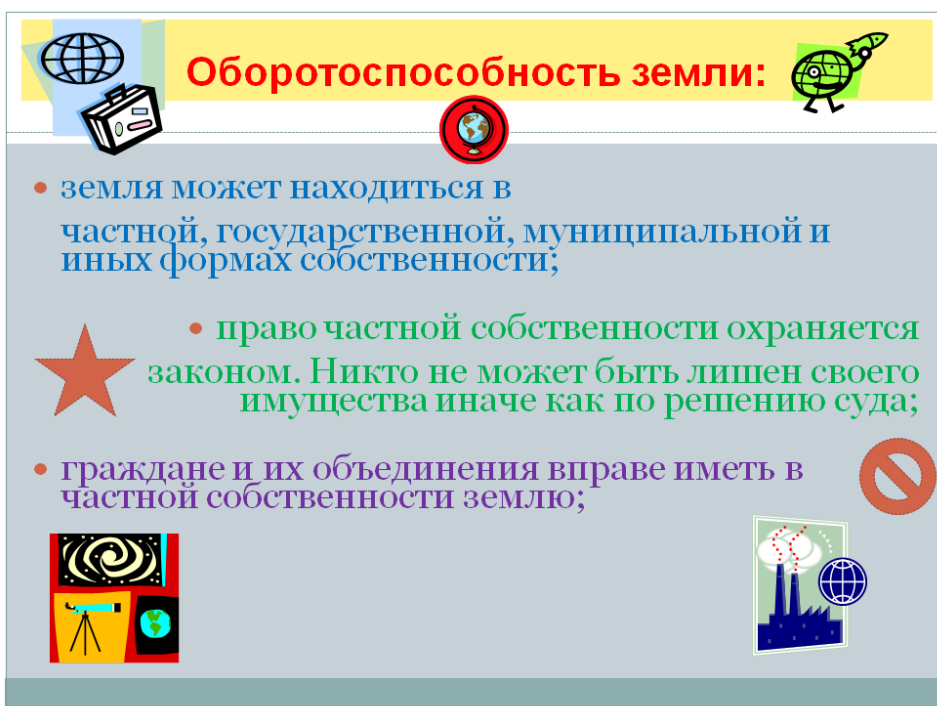 Оборотоспособность земли:
• земля может находиться в
частной, государственной, муниципальной и
иных формах собственности;
• право частной собственности охраняется
законом. Никто не может быть лишен своего
имущества иначе как по решению суда;
• граждане и их объединения вправе иметь в
частной собственности землю;